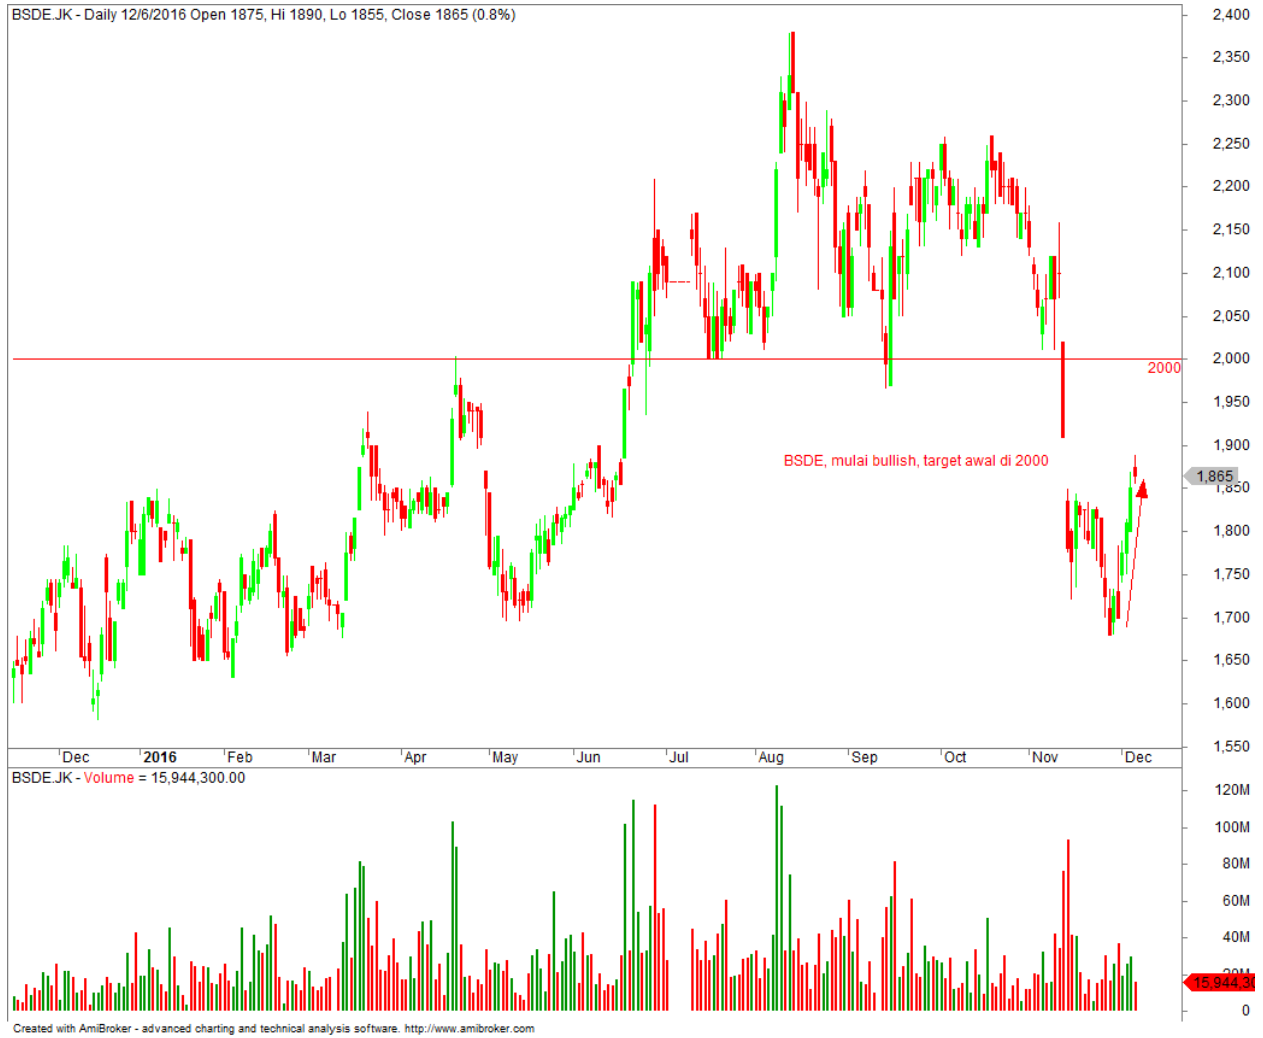 BSDE.JK - Daily 12/6/2016 Open 1875, Hi 1890, Lo 1855, Close 1865 (0.8%)
2,400
2,350
2,300
2,250
2,200
2,150
2,100
2,050
2,000
2000
1,950
1,900
BSDE, mulai bullish, target awal di 2000
1,865
1,850
1,800
1,750
1,700
1,650
1,600
1,550
Dec 2016 Feb Mar Apr May Jun Jul Aug Sep Oct Nov Dec
BSDE.JK - Volume = 15,944,300.00
120M
100M
80M
60M
40M
20M
15,944,30
0
Created with AmiBroker - advanced charting and technical analysis software. http://www.amibroker.com